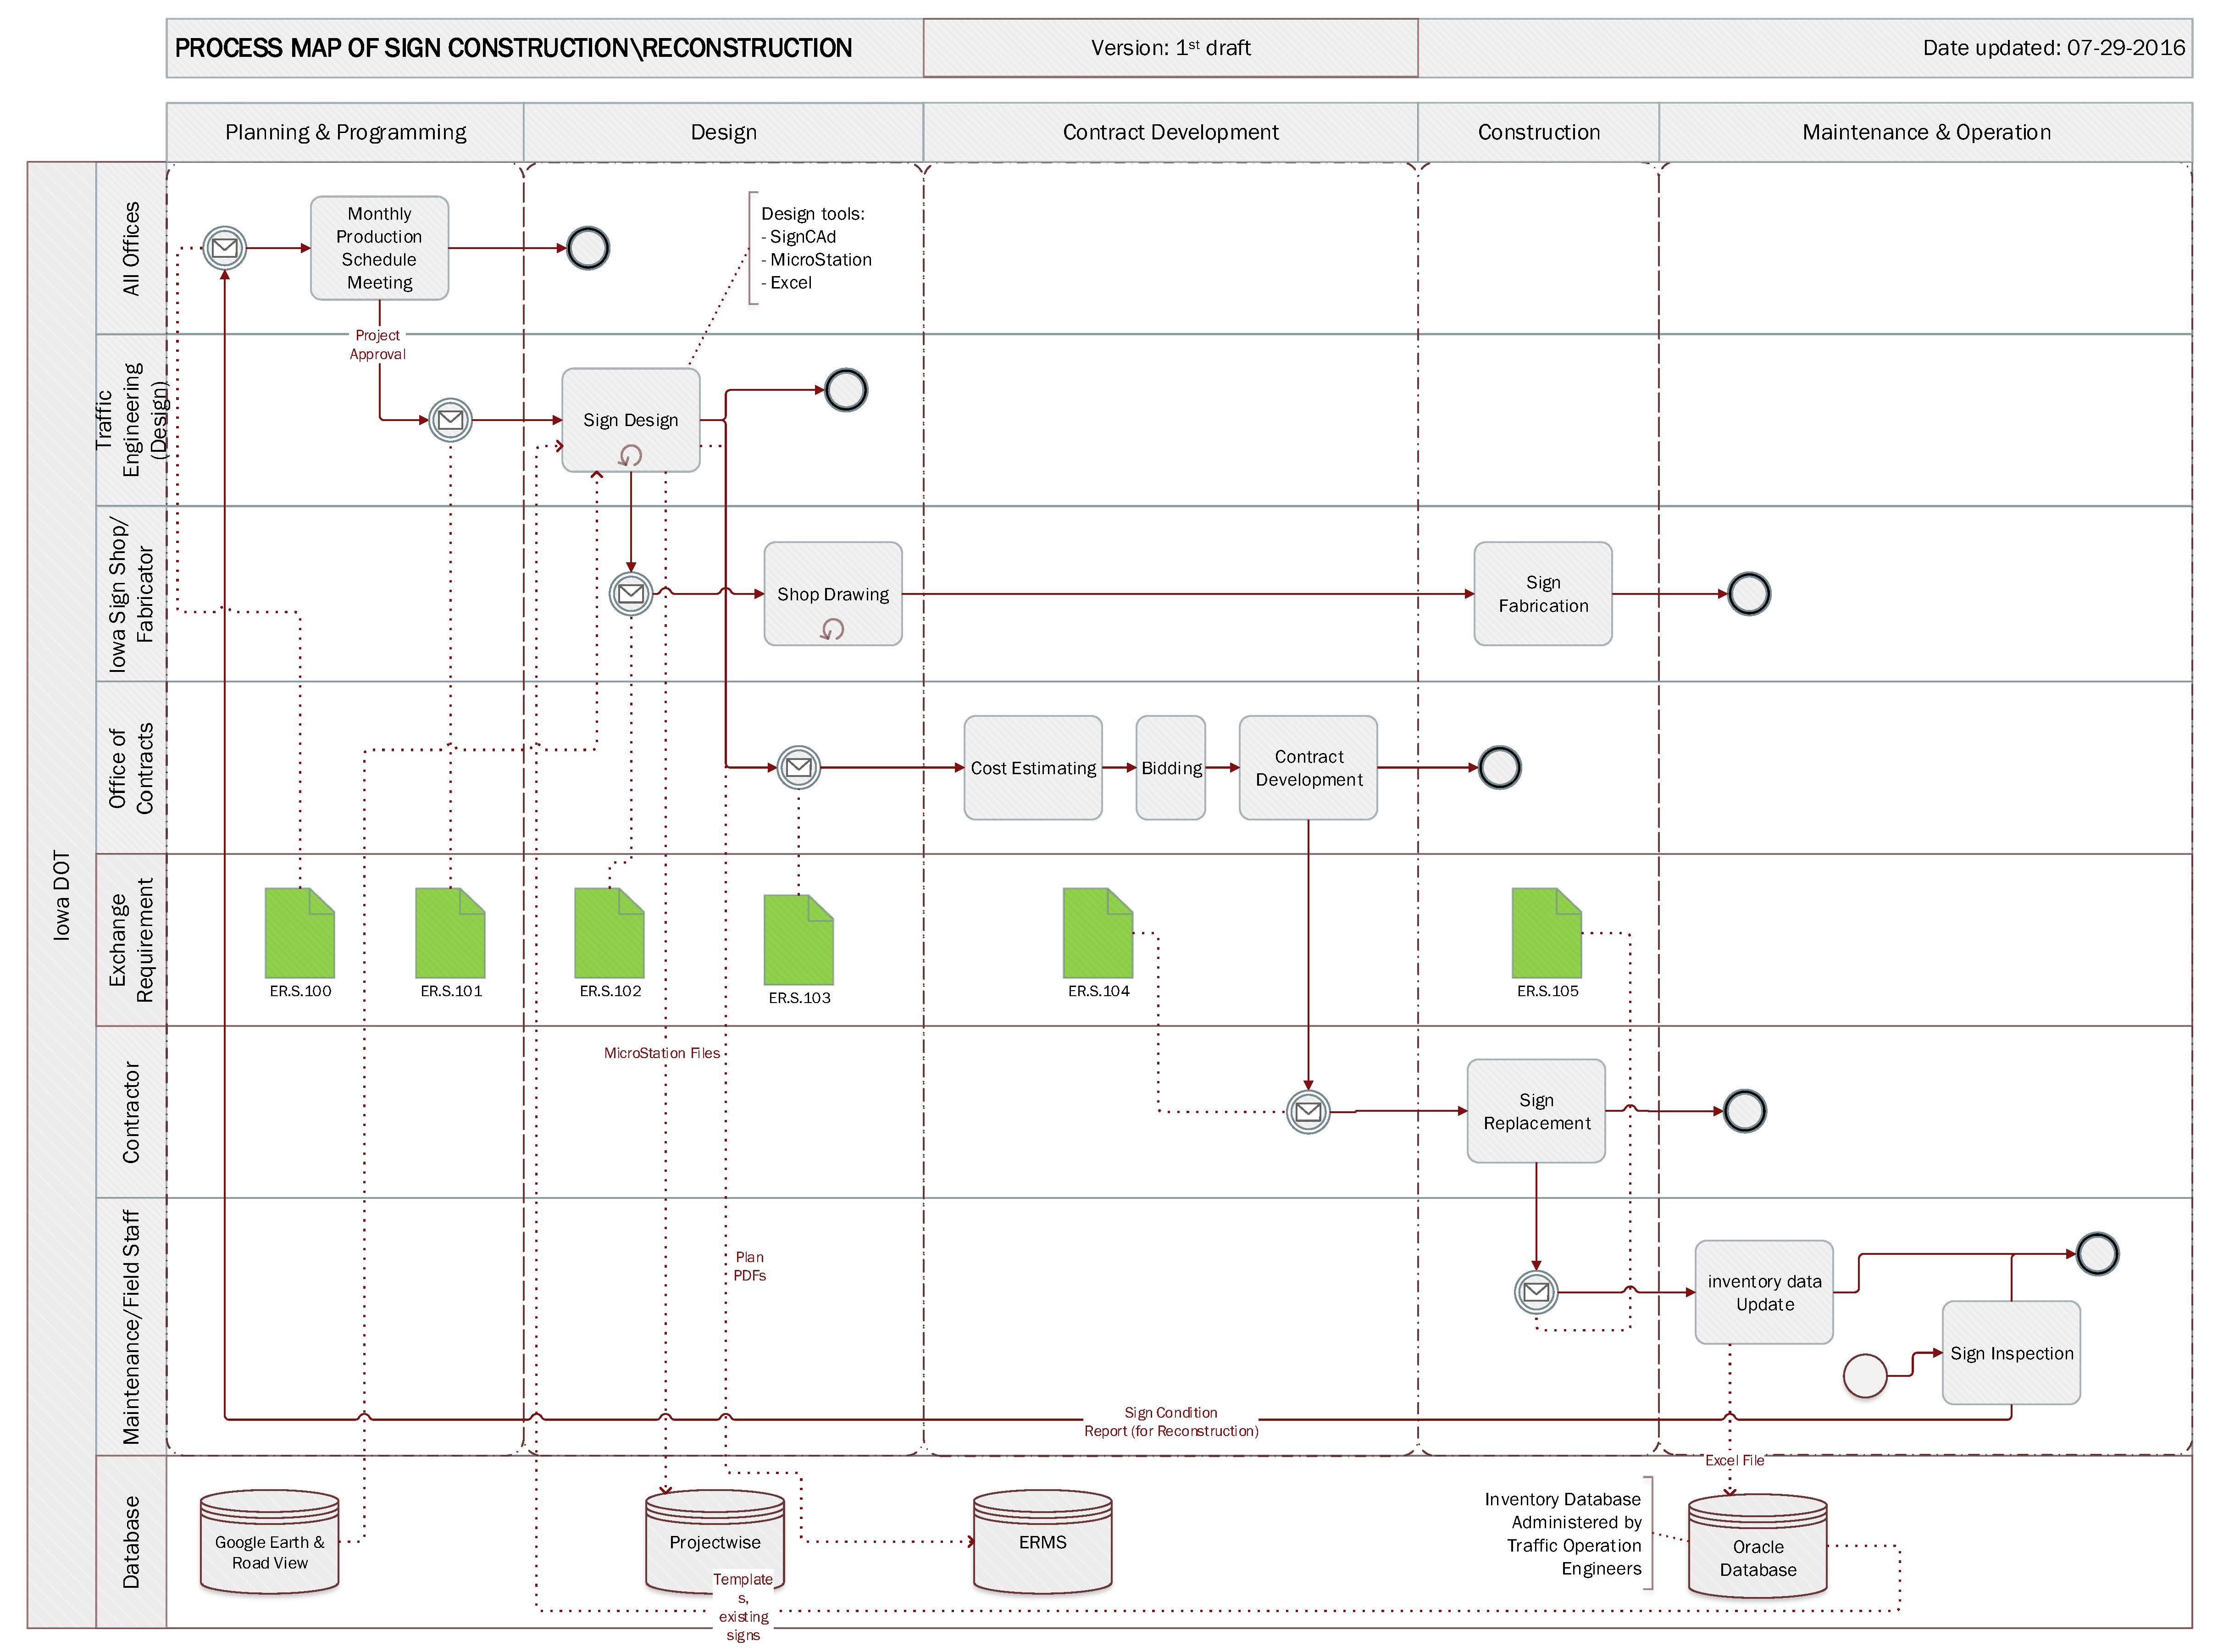 PROCESS MAP OF SIGN CONSTRUCTION\RECONSTRUCTION
Version: 1st draft
Date updated: 07-29-2016
Planning & Programming
Design
Contract Development
Construction
Maintenance & Operation
Iowa DOT
All Offices
Monthly
Production
Schedule
Meeting
Design tools:
- SignCAd
- MicroStation
- Excel
Project
Approval
Traffic
Engineering
(Design)
Sign Design
Iowa Sign Shop/
Fabricator
Shop Drawing
Sign
Fabrication
Office of
Contracts
Cost Estimating
Bidding
Contract
Development
Exchange
Requirement
ER.S.100
ER.S.101
ER.S.102
ER.S.103
ER.S.104
ER.S.105
Contractor
MicroStation Files
Sign
Replacement
Maintenance/Field Staff
Plan
PDFs
inventory data
Update
Sign Inspection
Sign Condition
Report (for Reconstruction)
Excel File
Database
Google Earth &
Road View
Projectwise
ERMS
Inventory Database
Administered by
Traffic Operation
Engineers
Oracle
Database
Template
s,
existing
signs